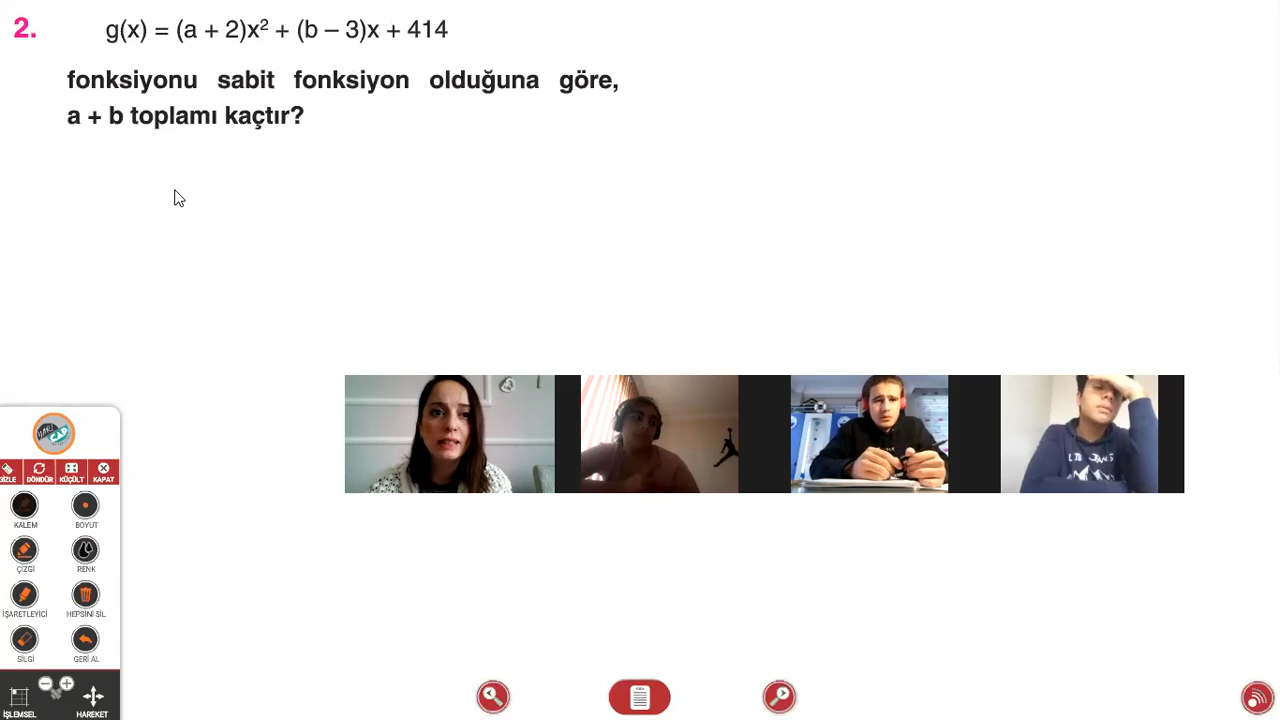 2. g(x) = (a + 2)x² + (b – 3)x + 414
fonksiyonu sabit fonksiyon olduğuna göre,
a + b toplamı kaçtır?
GİZLE DÖNDÜR KÜÇÜLT KAPAT
KALEM BOYUT
ÇİZGİ RENK
İŞARETLEYİCİ HEPSİNİ SİL
SİLGİ GERİ AL
İŞLEMSEL HAREKET